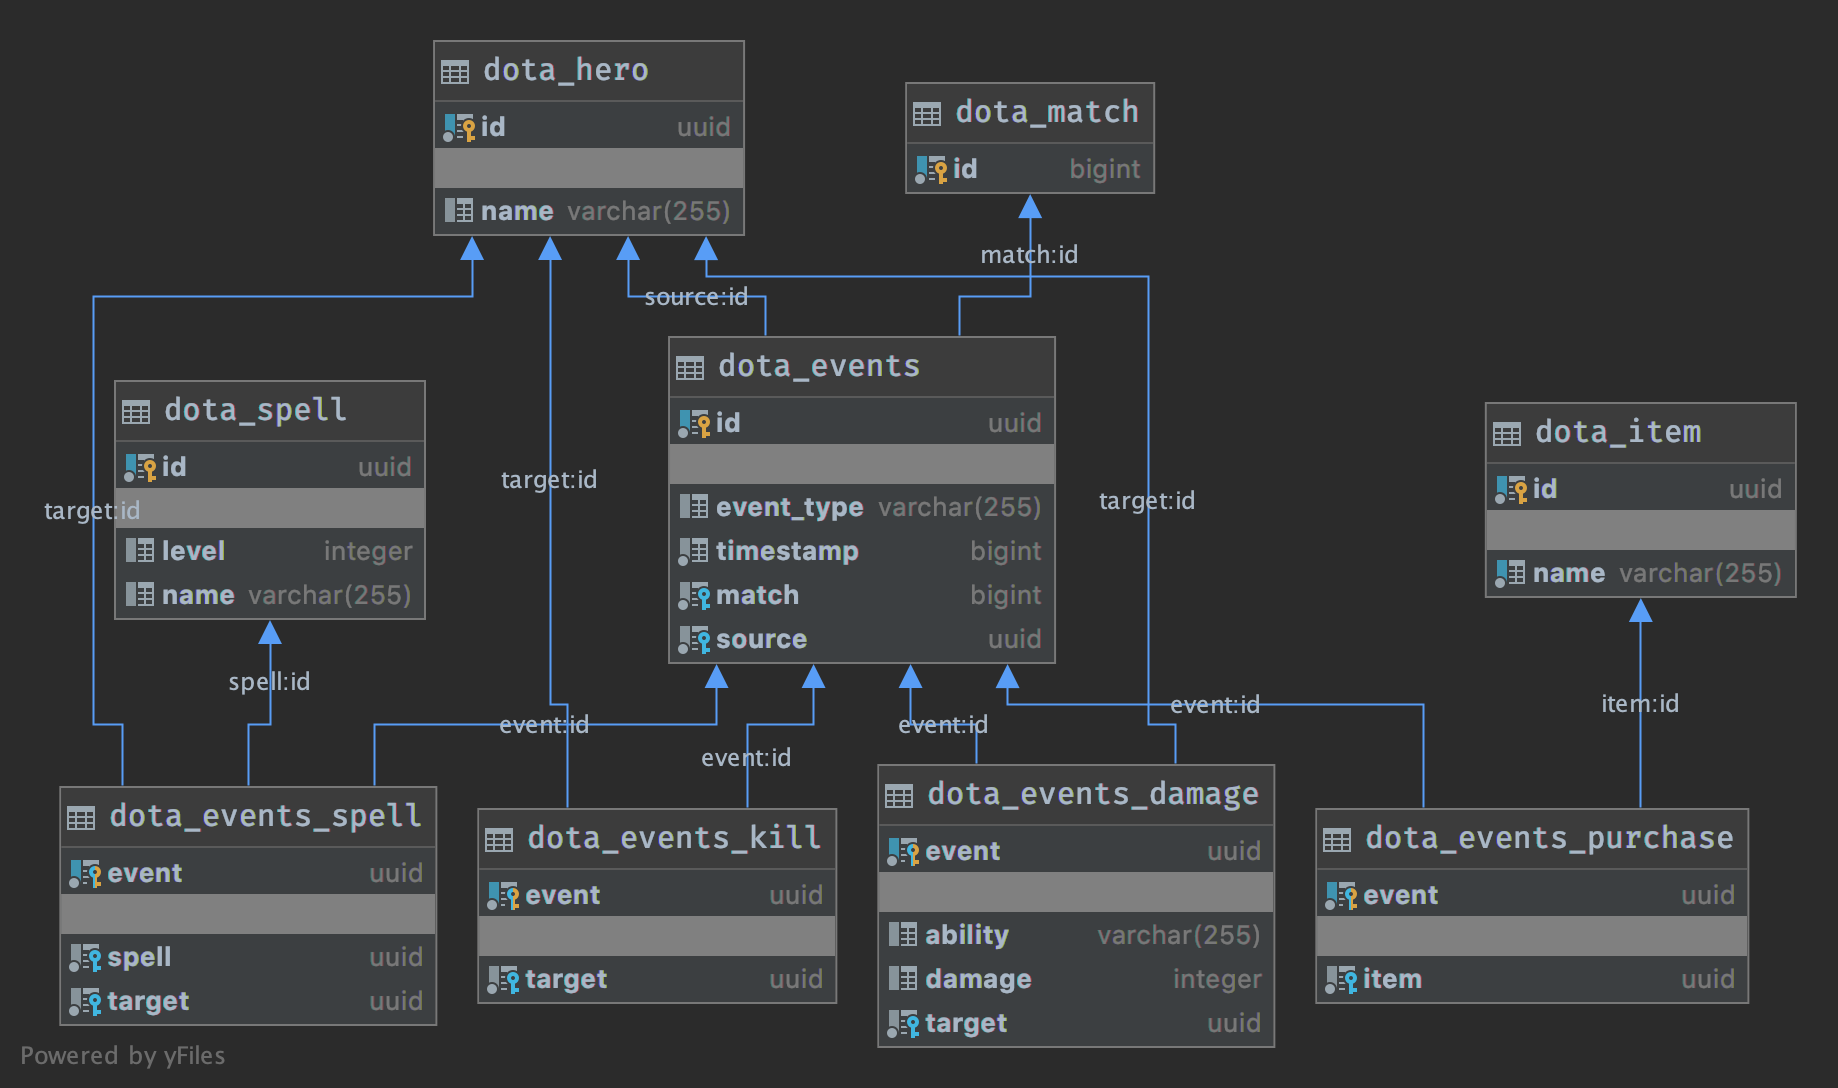 dota_hero
id uuid
name varchar(255)
dota_match
id bigint
match:id
source:id
dota_events
id uuid
event_type varchar(255)
timestamp bigint
match bigint
source uuid
dota_spell
id uuid
level integer
name varchar(255)
dota_item
id uuid
name varchar(255)
target:id
target:id
target:id
spell:id
event:id
event:id
event:id
event:id
item:id
dota_events_spell
event uuid
spell uuid
target uuid
dota_events_kill
event uuid
target uuid
dota_events_damage
event uuid
ability varchar(255)
damage integer
target uuid
dota_events_purchase
event uuid
item uuid
Powered by yFiles